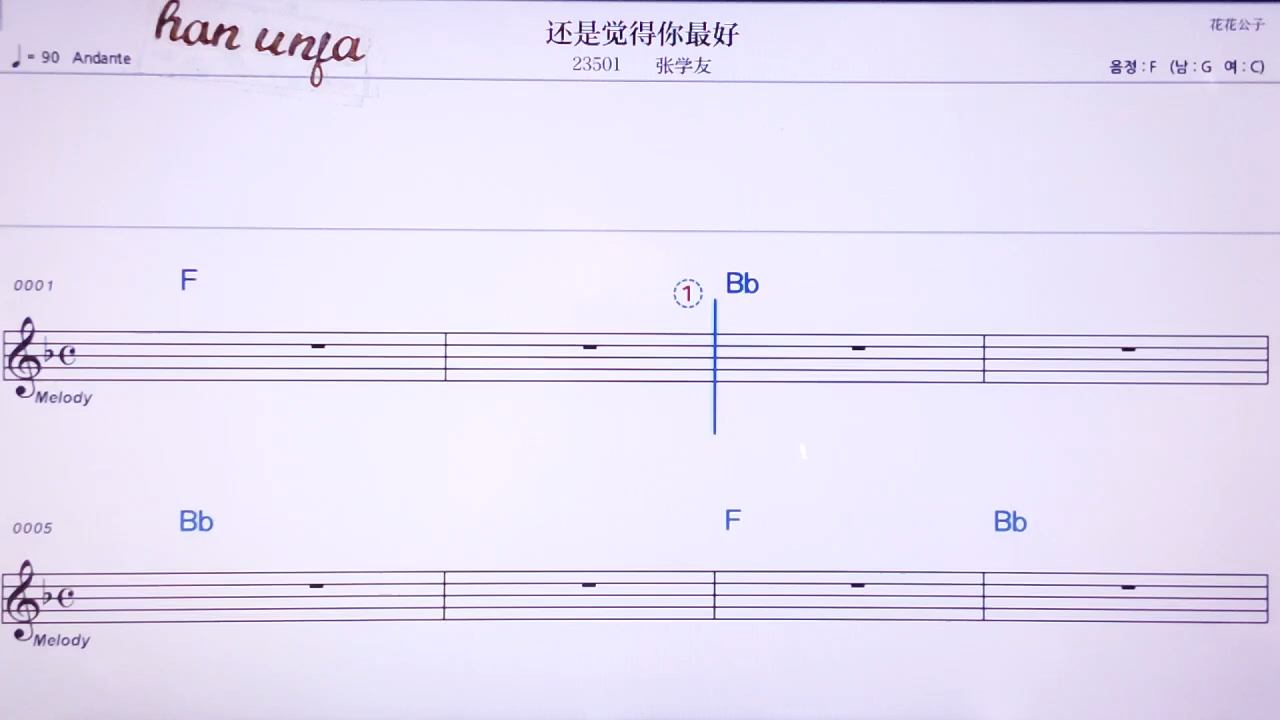 han unfa
还是觉得你最好
花花公子
♩= 90 Andante
23501 张学友
음정 : F (남 : G 여 : C)
0001 F ① Bb
Melody
0005 Bb F Bb
Melody